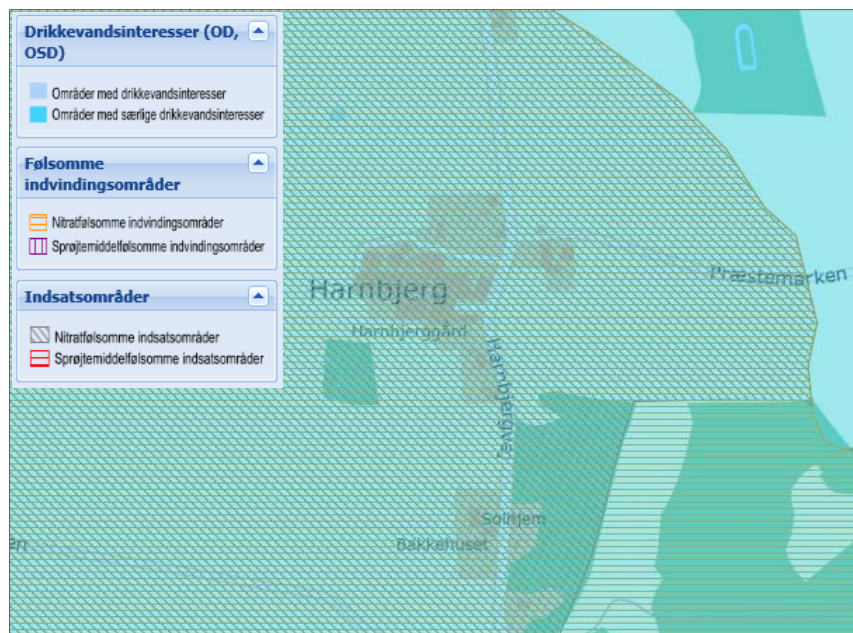 Drikkevandsinteresser (OD,
OSD)
Områder med drikkevandsinteresser
Områder med særlige drikkevandsinteresser
Følsomme
indvindingsområder
Nitratfølsomme indvindingsområder
Sprøjtemiddelfølsomme indvindingsområder
Indsatsområder
Nitratfølsomme indsatsområder
Sprøjtemiddelfølsomme indsatsområder
Præstemarken
Harnbjerg
Harnbjerggård
Harnbjergvej
Solhjem
Bakkehuset